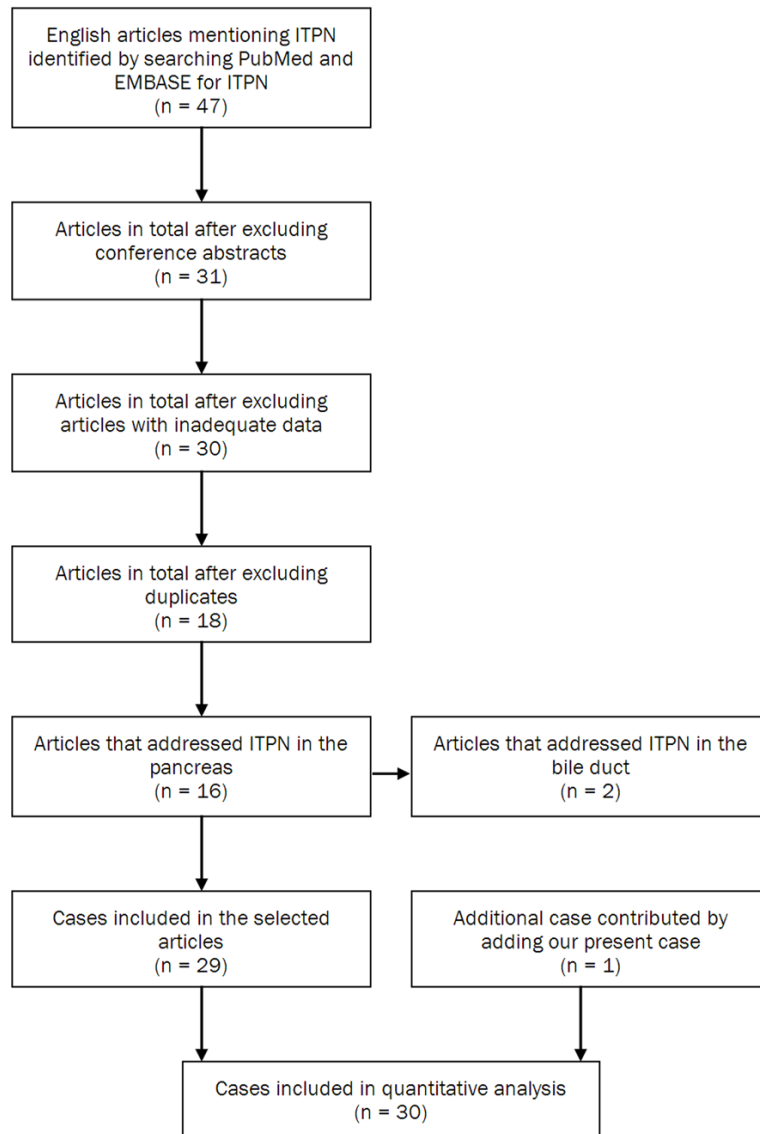 English articles mentioning ITPN
identified by searching PubMed and
EMBASE for ITPN
(n = 47)
Articles in total after excluding
conference abstracts
(n = 31)
Articles in total after excluding
articles with inadequate data
(n = 30)
Articles in total after excluding
duplicates
(n = 18)
Articles that addressed ITPN in the
pancreas
(n = 16)
Articles that addressed ITPN in the
bile duct
(n = 2)
Cases included in the selected
articles
(n = 29)
Additional case contributed by
adding our present case
(n = 1)
Cases included in quantitative analysis
(n = 30)